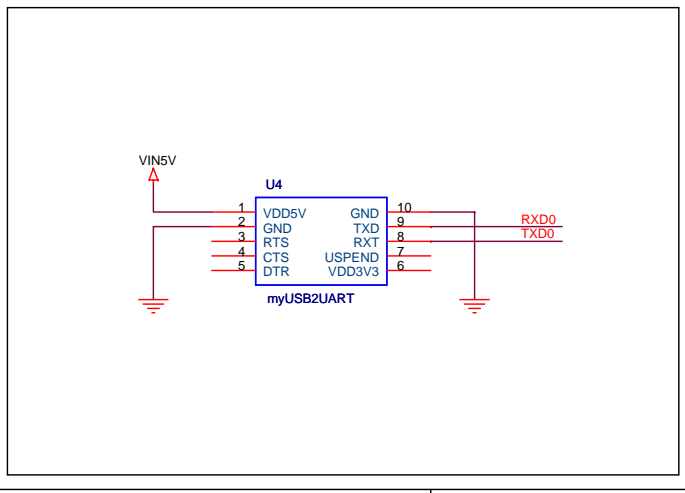 VIN5V
U4
1 VDD5V GND 10
2 GND TXD 9 RXD0
3 RTS RXT 8 TXD0
4 CTS USPEND 7
5 DTR VDD3V3 6
myUSB2UART